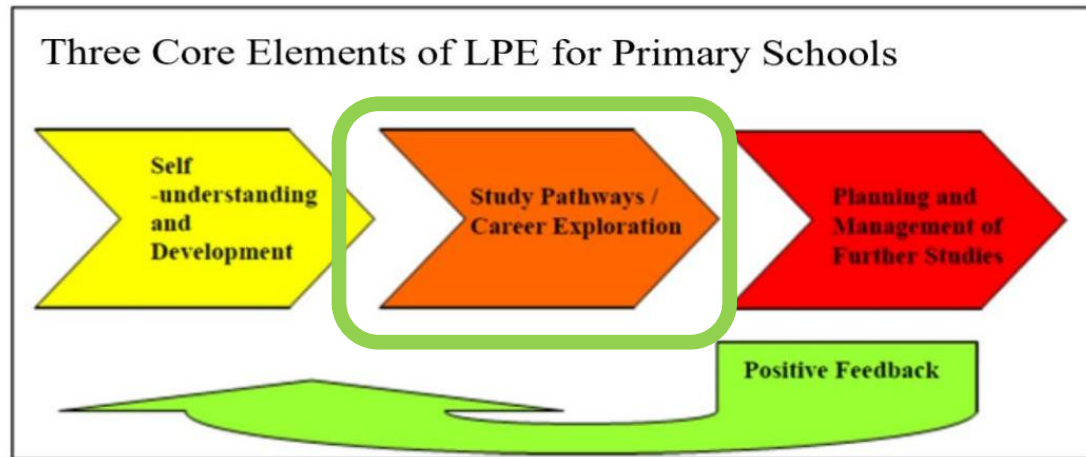 Three Core Elements of LPE for Primary Schools
Self
-understanding
and
Development
Study Pathways /
Career Exploration
Planning and
Management of
Further Studies
Positive Feedback